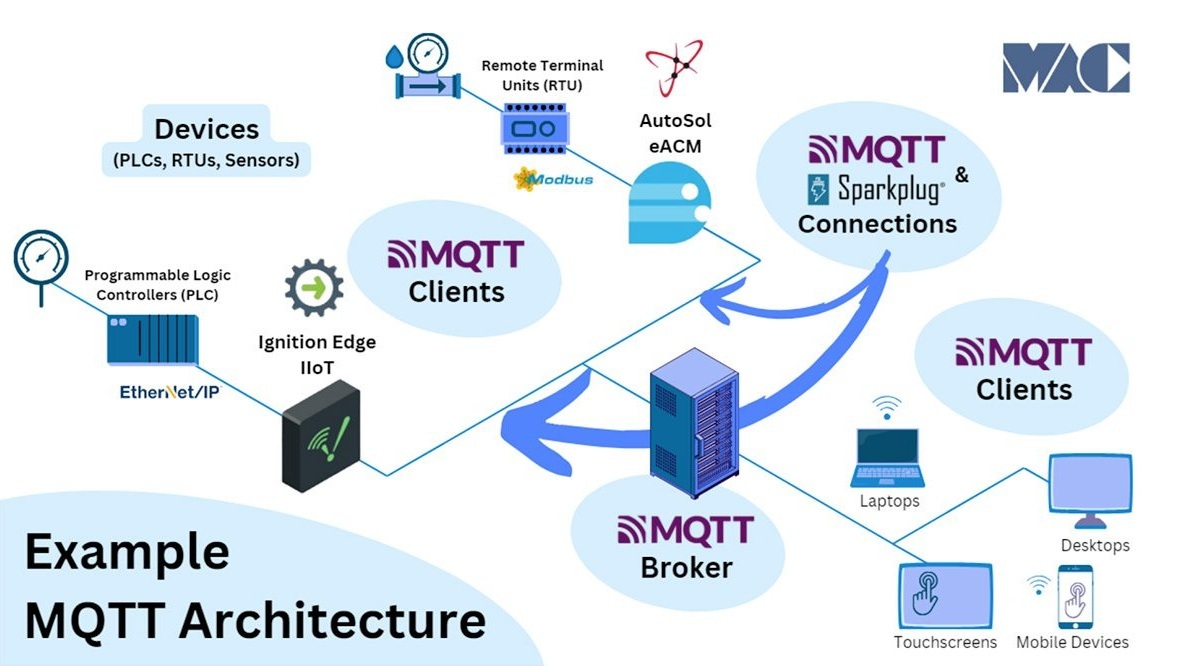 MAC
Remote Terminal
Units (RTU)
AutoSol
eACM
Devices
(PLCs, RTUs, Sensors)
Modbus
MQTT
Sparkplug®
&
Connections
MQTT
Clients
Programmable Logic
Controllers (PLC)
EtherNet/IP
Ignition Edge
IIoT
MQTT
Clients
Laptops
Desktops
MQTT
Broker
Touchscreens
Mobile Devices
Example
MQTT Architecture